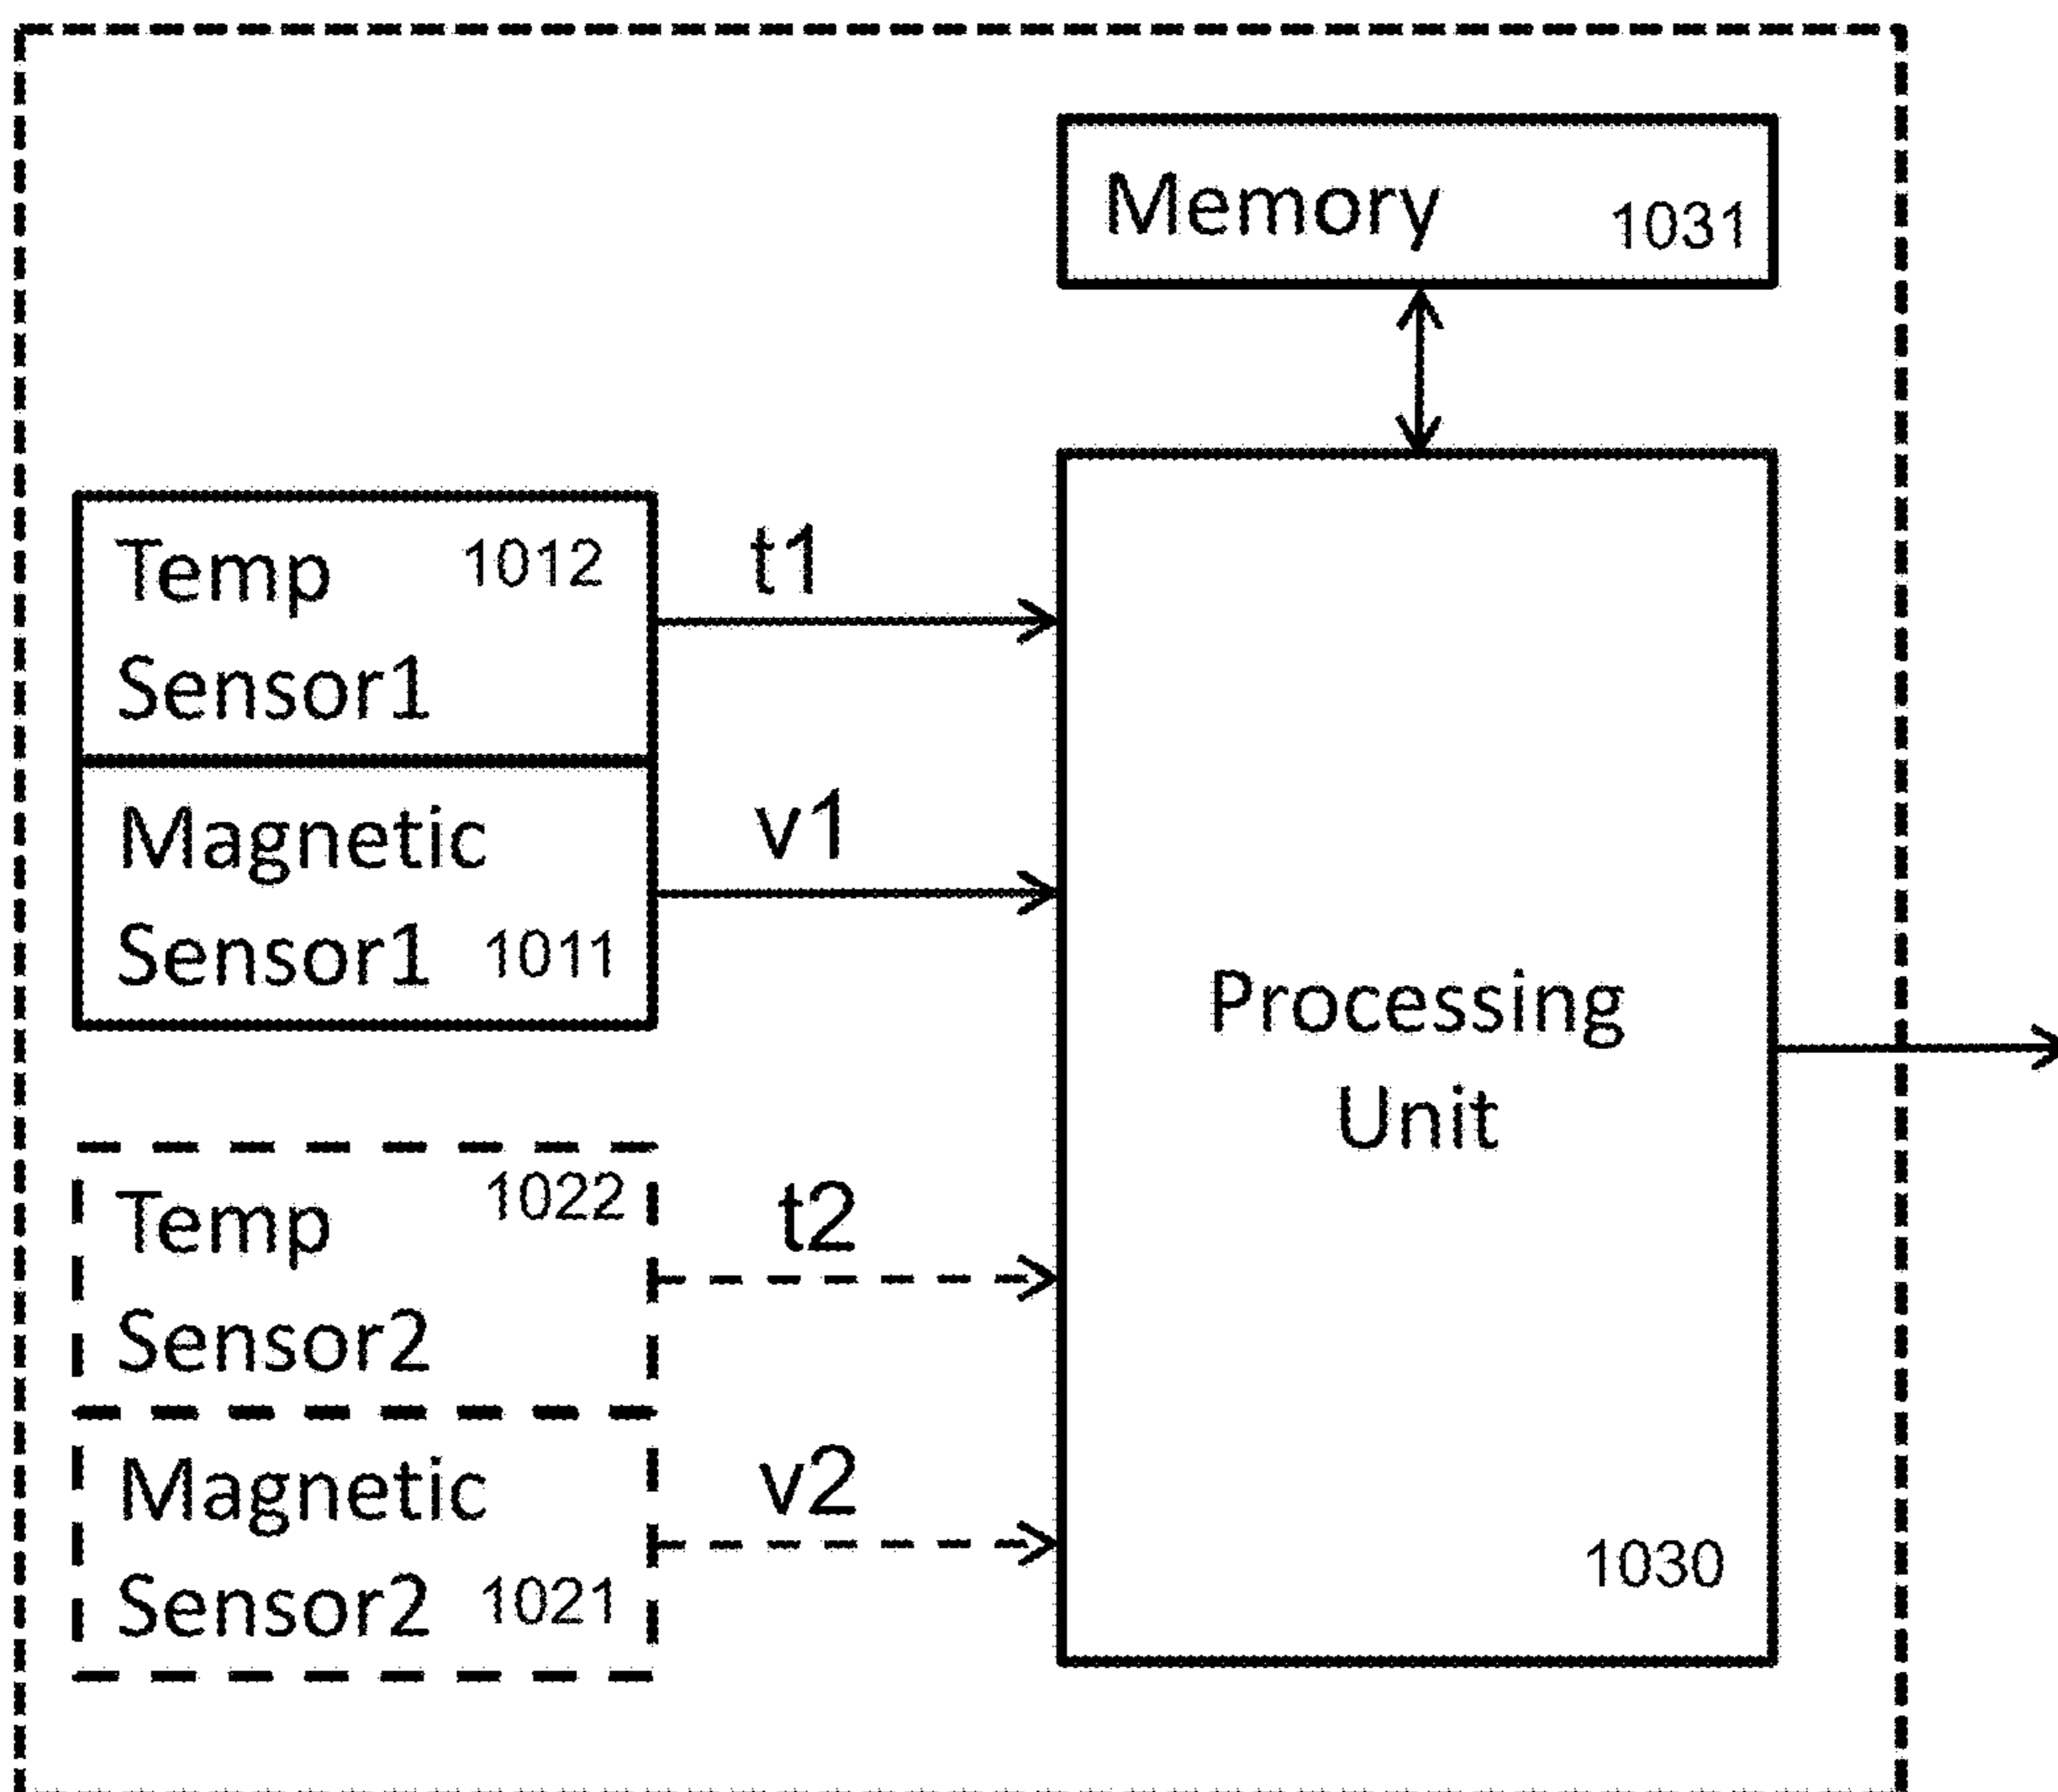 Memory 1031
Temp 1012
Sensor1
t1
Magnetic
Sensor1 1011
v1
Processing
Unit
1030
Temp 1022
Sensor2
t2
Magnetic
Sensor2 1021
v2